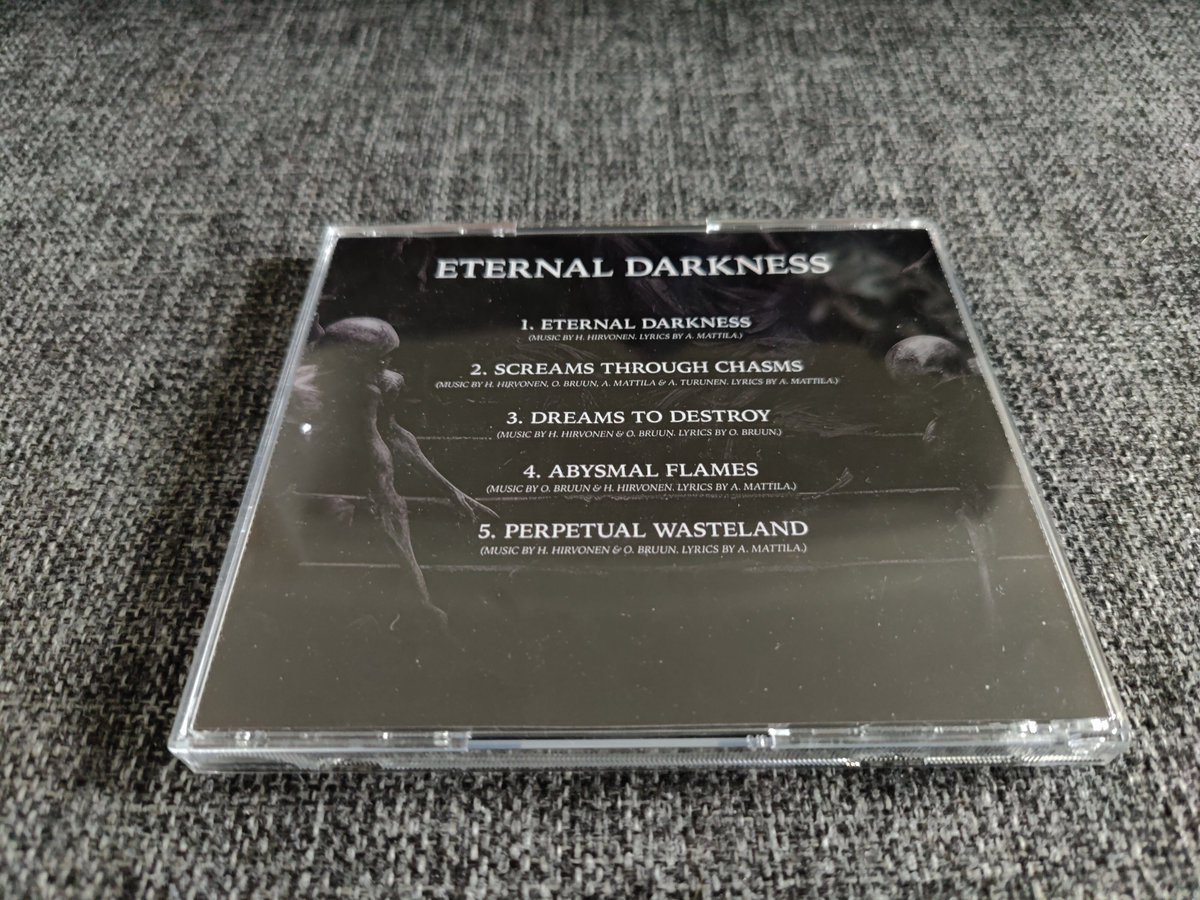 ETERNAL DARKNESS
1. ETERNAL DARKNESS
(MUSIC BY H. HIRVONEN. LYRICS BY A. MATTILA.)
2. SCREAMS THROUGH CHASMS
(MUSIC BY H. HIRVONEN, O. BRUUN, A. MATTILA & A. TURUNEN. LYRICS BY A. MATTILA.)
3. DREAMS TO DESTROY
(MUSIC BY H. HIRVONEN & O. BRUUN. LYRICS BY O. BRUUN.)
4. ABYSMAL FLAMES
(MUSIC BY O. BRUUN & H. HIRVONEN. LYRICS BY A. MATTILA.)
5. PERPETUAL WASTELAND
(MUSIC BY H. HIRVONEN & O. BRUUN. LYRICS BY A. MATTILA.)